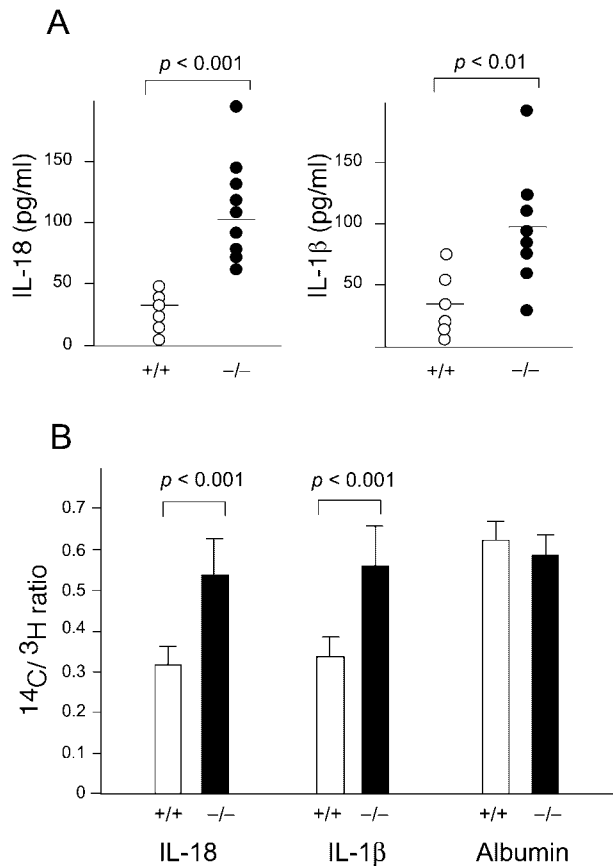 A
p < 0.001
p < 0.01
IL-18 (pg/ml)
150
100
50
0
+/+
–/–
IL-1β (pg/ml)
150
100
50
+/+
–/–
B
p < 0.001
p < 0.001
14C/ 3H ratio
0.7
0.6
0.5
0.4
0.3
0.2
0.1
0
+/+ –/–
+/+ –/–
+/+ –/–
IL-18
IL-1β
Albumin